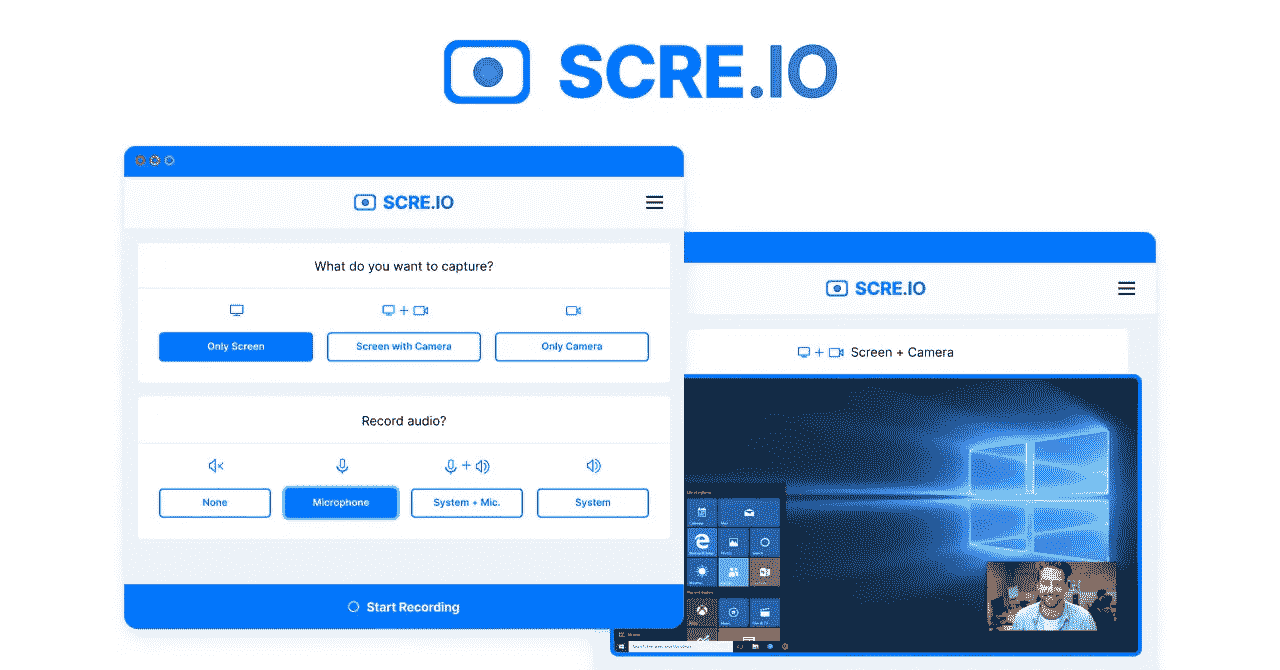 SCRE.IO
SCRE.IO
What do you want to capture?
Only Screen
Screen with Camera
Only Camera
Record audio?
None
Microphone
System + Mic.
System
Start Recording
SCRE.IO
Screen + Camera